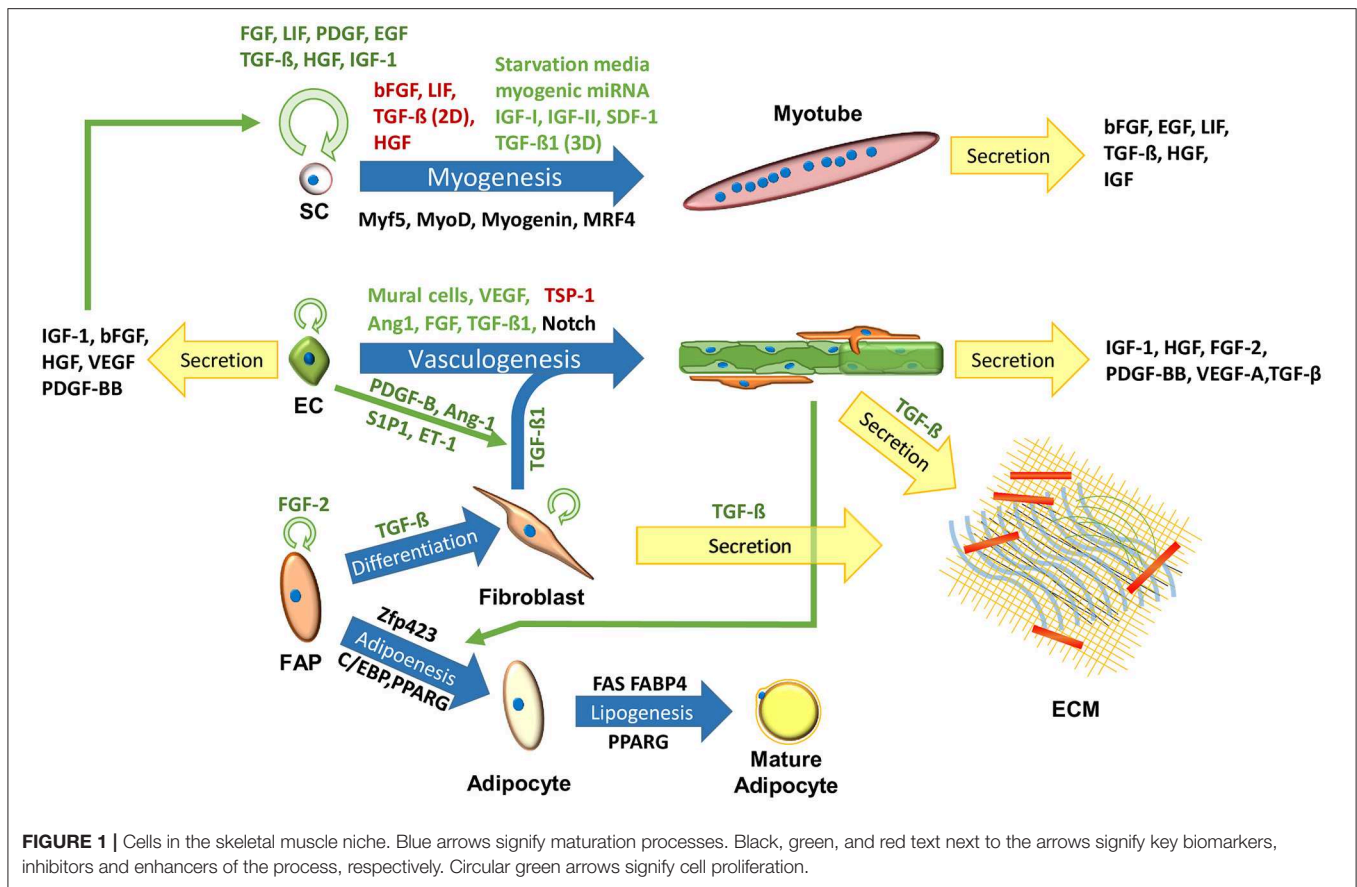 FGF, LIF, PDGF, EGF
TGF-ß, HGF, IGF-1
bFGF, LIF,
TGF-ß (2D),
HGF
Starvation media
myogenic miRNA
IGF-I, IGF-II, SDF-1
TGF-ß1 (3D)
Myogenesis
SC
Myf5, MyoD, Myogenin, MRF4
Myotube
Secretion
bFGF, EGF, LIF,
TGF-ß, HGF,
IGF
IGF-1, bFGF,
HGF, VEGF
PDGF-BB
Secretion
EC
Mural cells, VEGF, TSP-1
Ang1, FGF, TGF-ß1, Notch
Vasculogenesis
PDGF-B, Ang-1
S1P1, ET-1
TGF-ß1
Secretion
IGF-1, HGF, FGF-2,
PDGF-BB, VEGF-A,TGF-β
TGF-ß
Secretion
FGF-2
FAP
TGF-ß
Differentiation
Fibroblast
TGF-ß
Secretion
ECM
Zfp423
Adipoenesis
C/EBP,PPARG
Adipocyte
FAS FABP4
Lipogenesis
PPARG
Mature
Adipocyte
FIGURE 1 | Cells in the skeletal muscle niche. Blue arrows signify maturation processes. Black, green, and red text next to the arrows signify key biomarkers,
inhibitors and enhancers of the process, respectively. Circular green arrows signify cell proliferation.